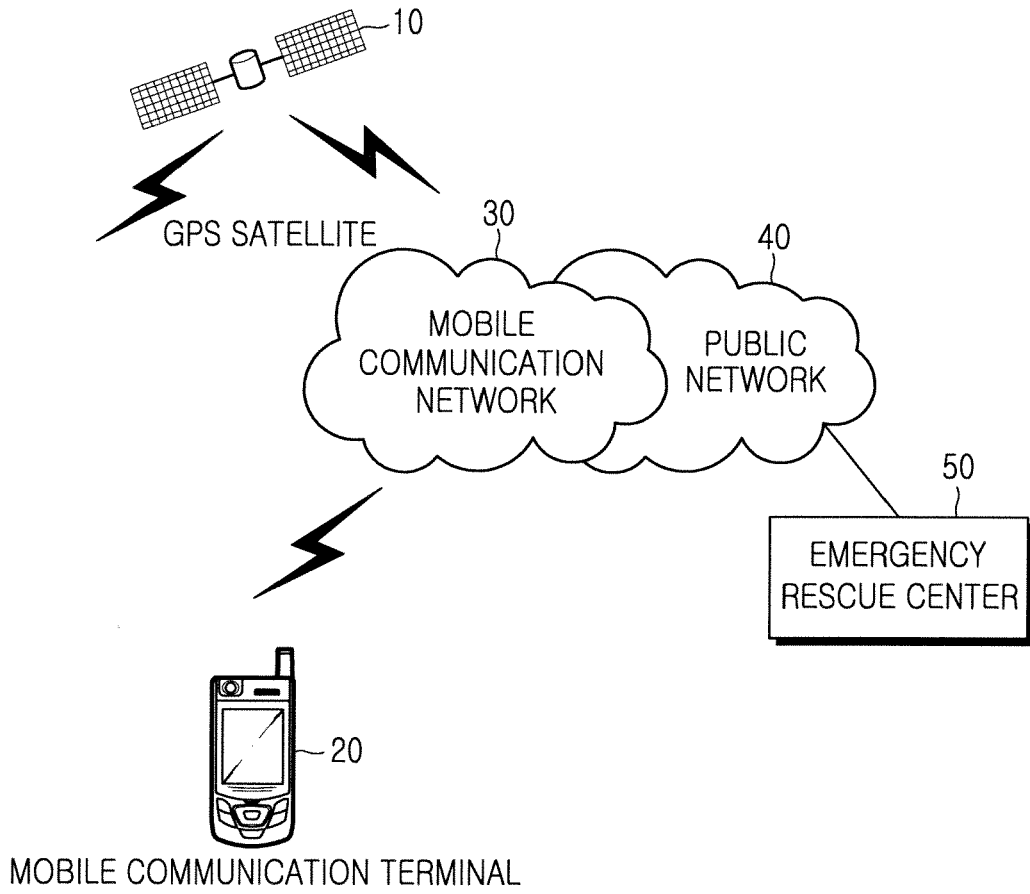 10
GPS SATELLITE
30
40
MOBILE
COMMUNICATION
NETWORK
PUBLIC
NETWORK
50
EMERGENCY
RESCUE CENTER
20
MOBILE COMMUNICATION TERMINAL